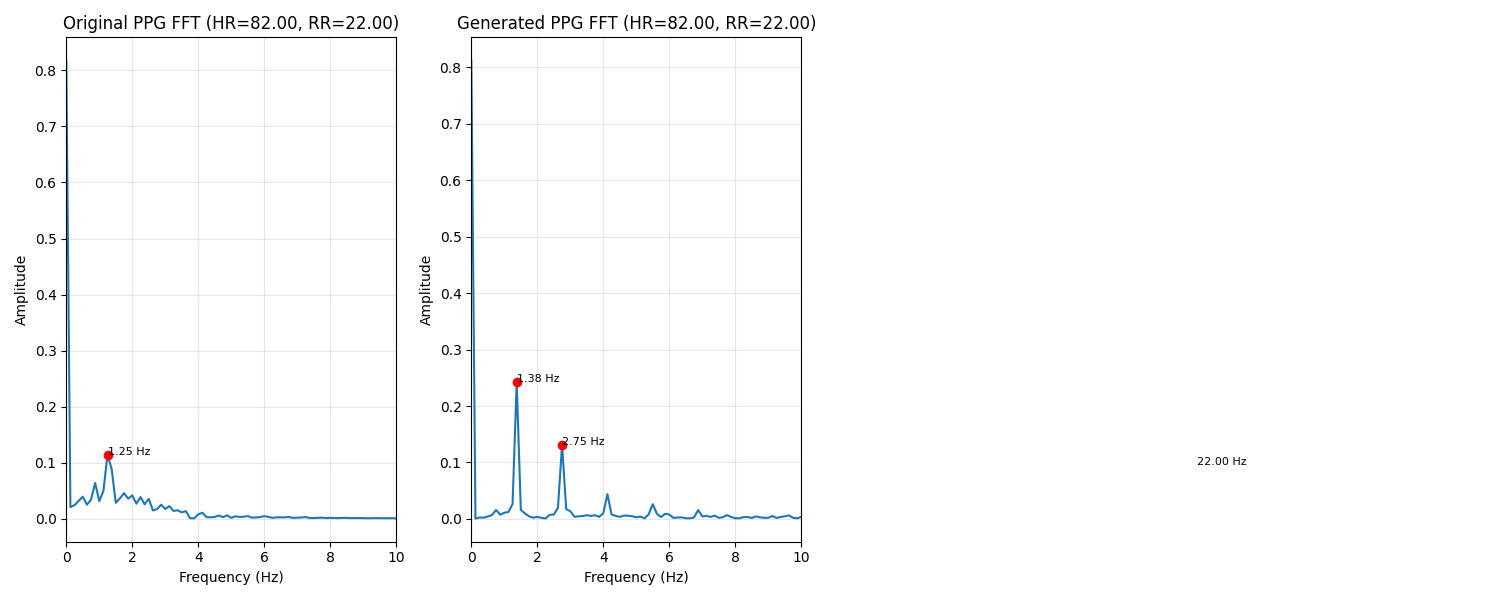 Original PPG FFT (HR=82.00, RR=22.00)
Amplitude
0.8
0.7
0.6
0.5
0.4
0.3
0.2
0.1
0.0
1.25 Hz
0 2 4 6 8 10
Frequency (Hz)
Generated PPG FFT (HR=82.00, RR=22.00)
Amplitude
0.8
0.7
0.6
0.5
0.4
0.3
0.2
0.1
0.0
1.38 Hz
2.75 Hz
0 2 4 6 8 10
Frequency (Hz)
22.00 Hz